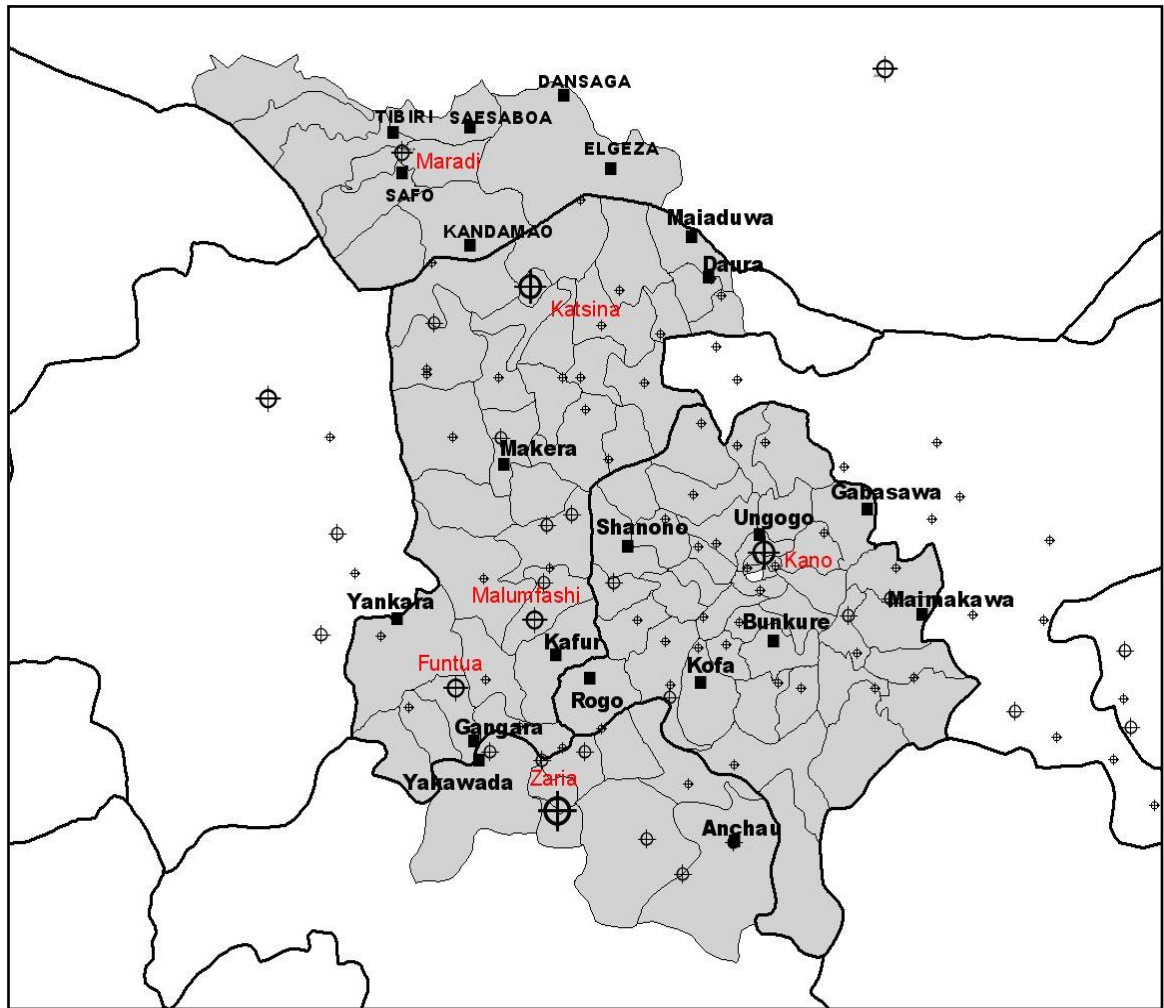 DANSAGA
TIBIRI SAESABOA
Maradi
ELGEZA
SAFO
KANDAMAO
Maiaduwa
Daura
Katsina
Makera
Gabasawa
Shanoho
Ungogo
Kano
Malumfashi
Yankara
Maimakawa
Kafur
Bunkure
Funtua
Kofa
Rogo
Gangara
Yakawada
Zaria
Anchau